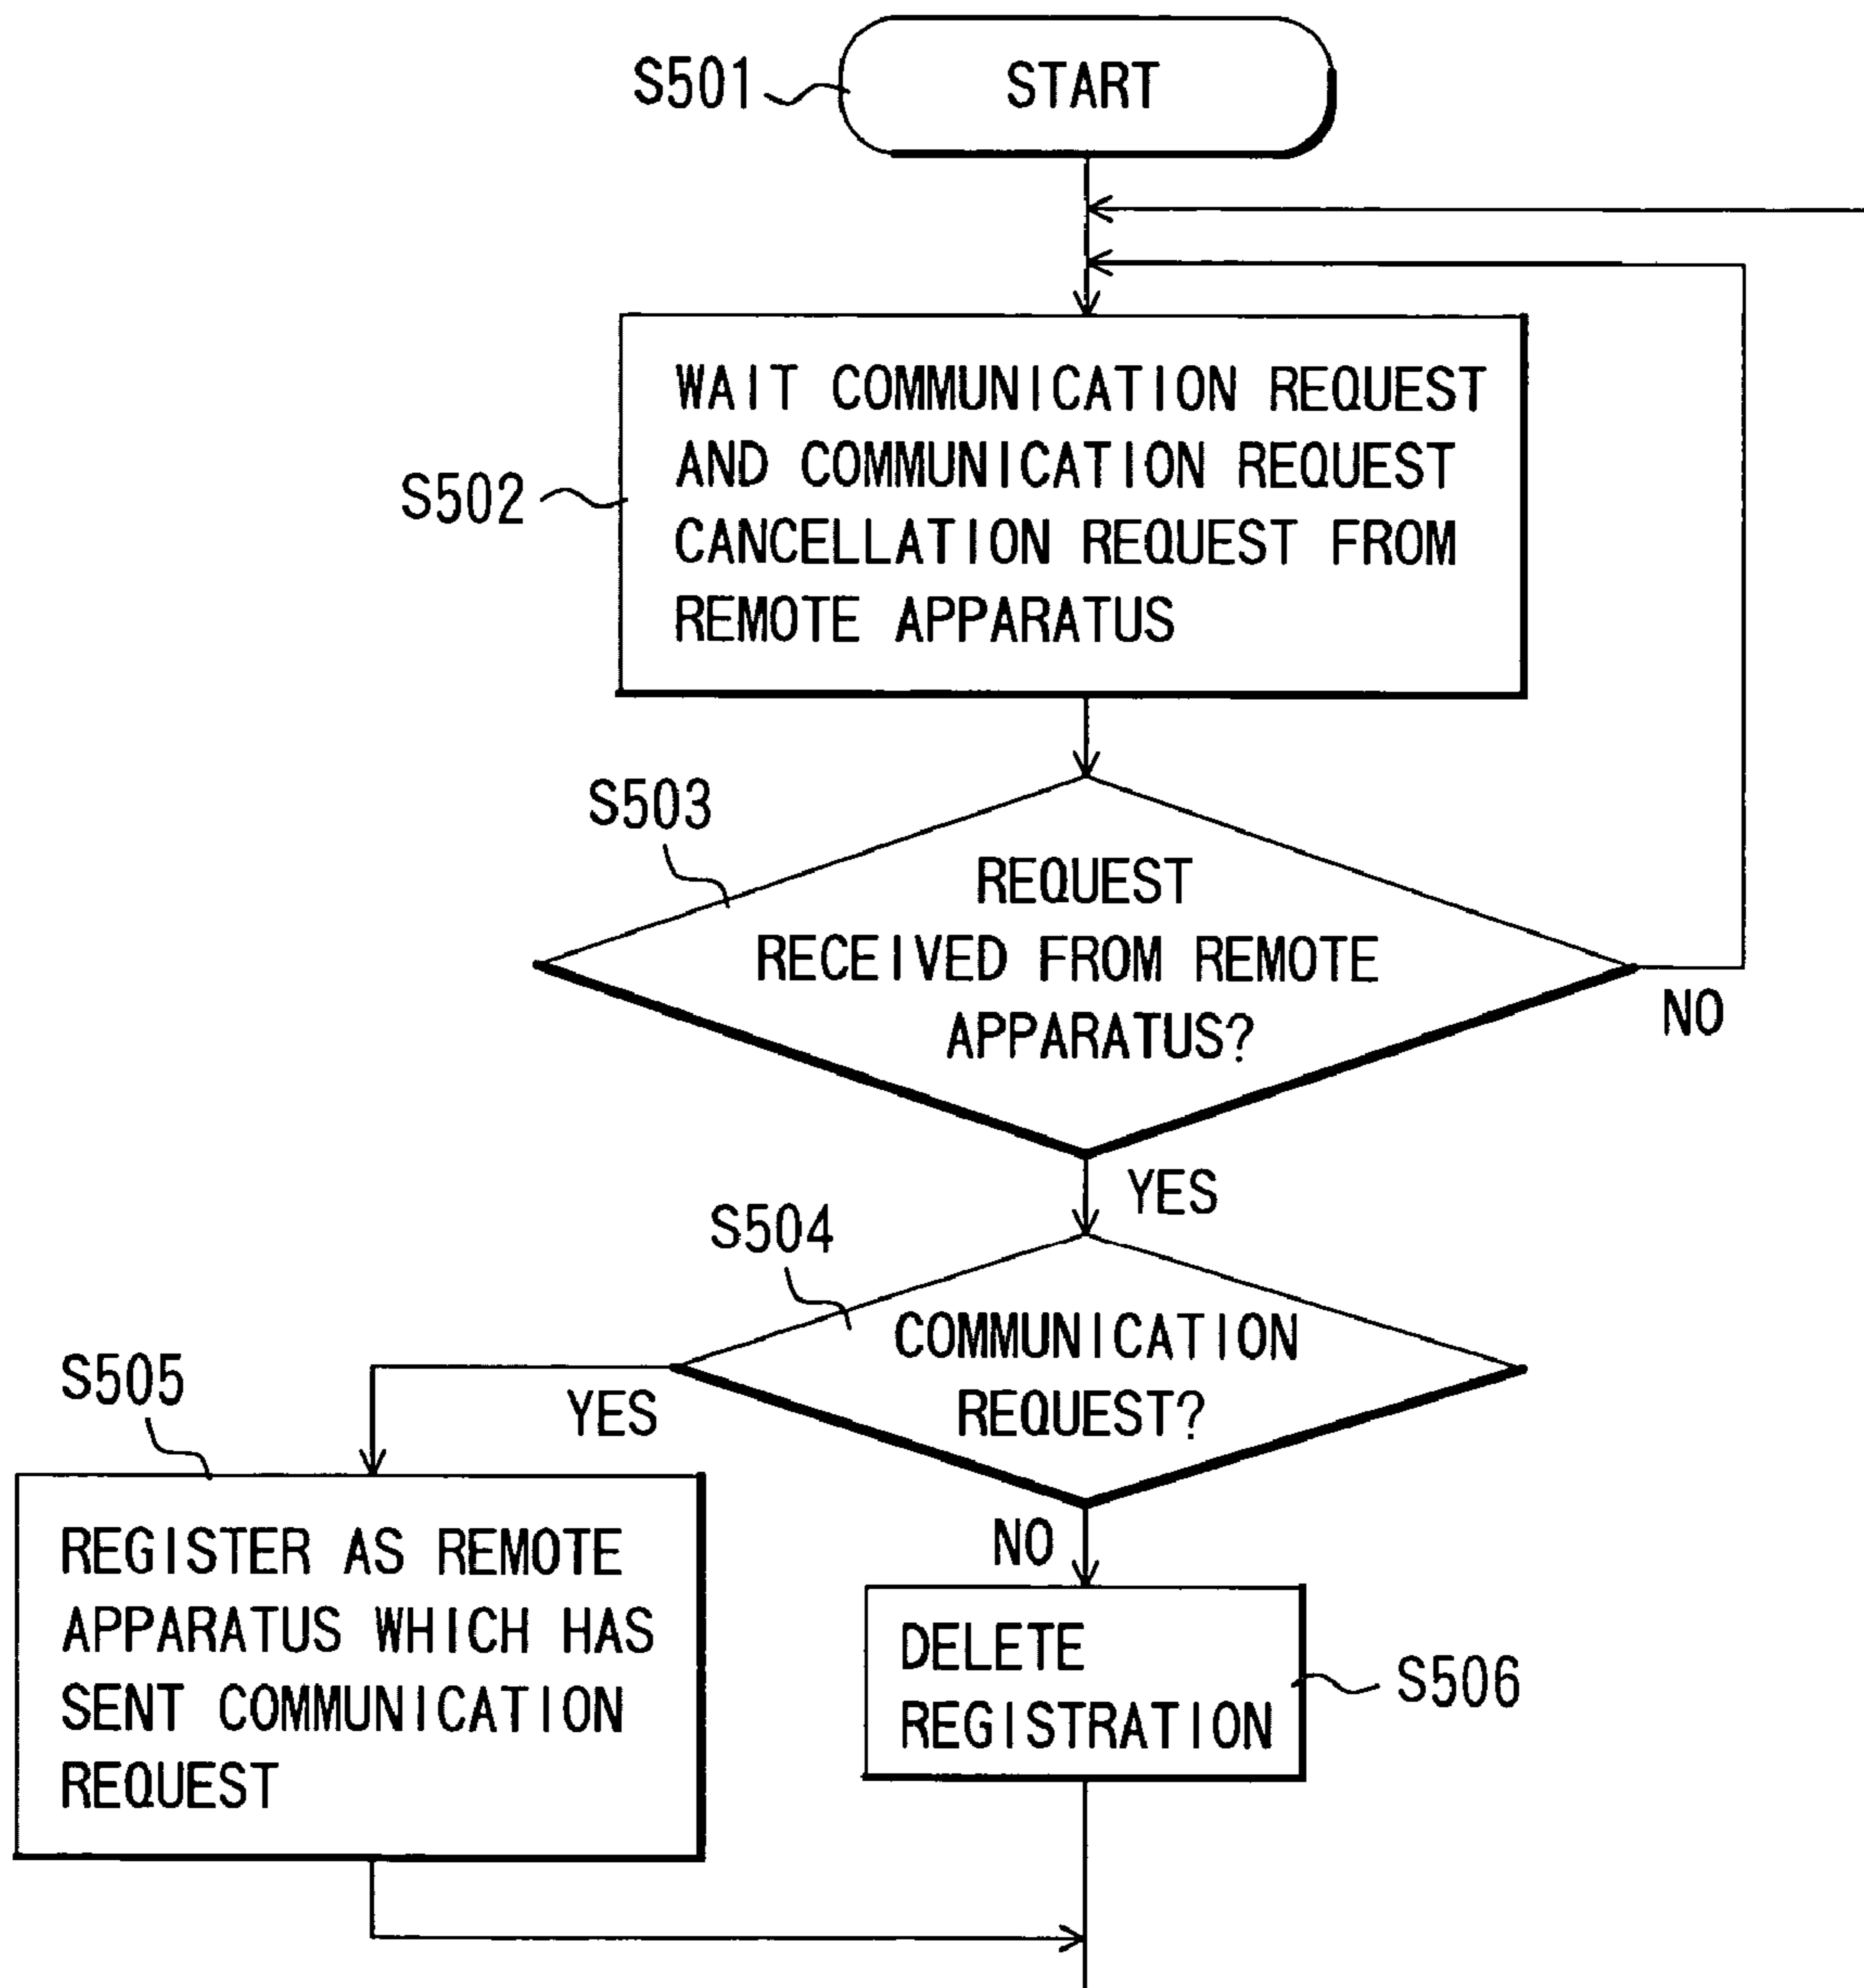 S501
START
S502
WAIT COMMUNICATION REQUEST
AND COMMUNICATION REQUEST
CANCELLATION REQUEST FROM
REMOTE APPARATUS
S503
REQUEST
RECEIVED FROM REMOTE
APPARATUS?
NO
YES
S504
COMMUNICATION
REQUEST?
YES
S505
REGISTER AS REMOTE
APPARATUS WHICH HAS
SENT COMMUNICATION
REQUEST
NO
DELETE
REGISTRATION
S506